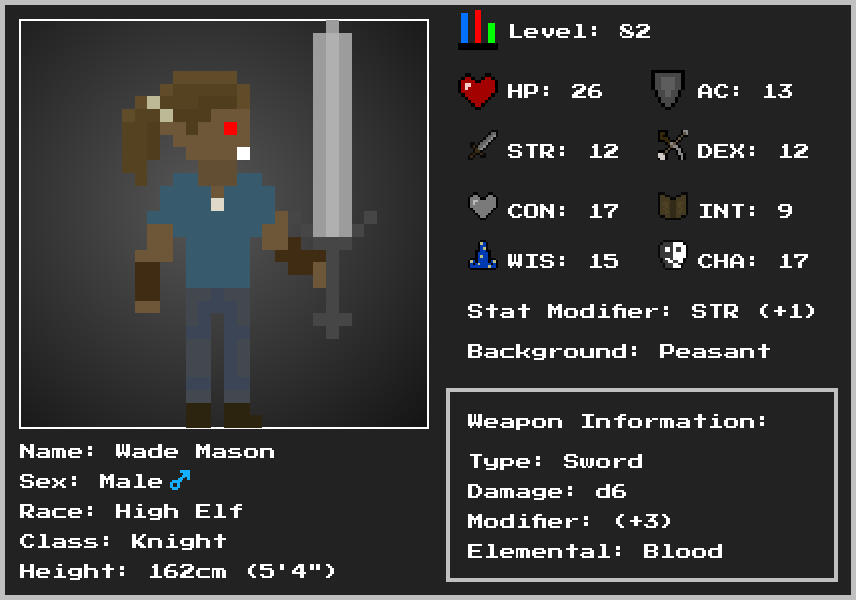 Level: 82
HP: 26
AC: 13
STR: 12
DEX: 12
CON: 17
INT: 9
WIS: 15
CHA: 17
Stat Modifier: STR (+1)
Background: Peasant
Name: Wade Mason
Sex: Male♂
Race: High Elf
Class: Knight
Height: 162cm (5'4")
Weapon Information:
Type: Sword
Damage: d6
Modifier: (+3)
Elemental: Blood